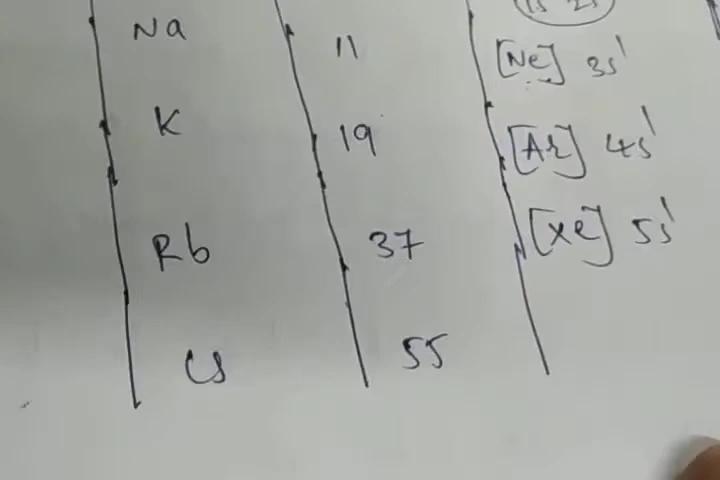 Na 11 [Ne] 3s¹
K 19 [Ar] 4s¹
Rb 37 [Xe] 5s¹
Cs 55